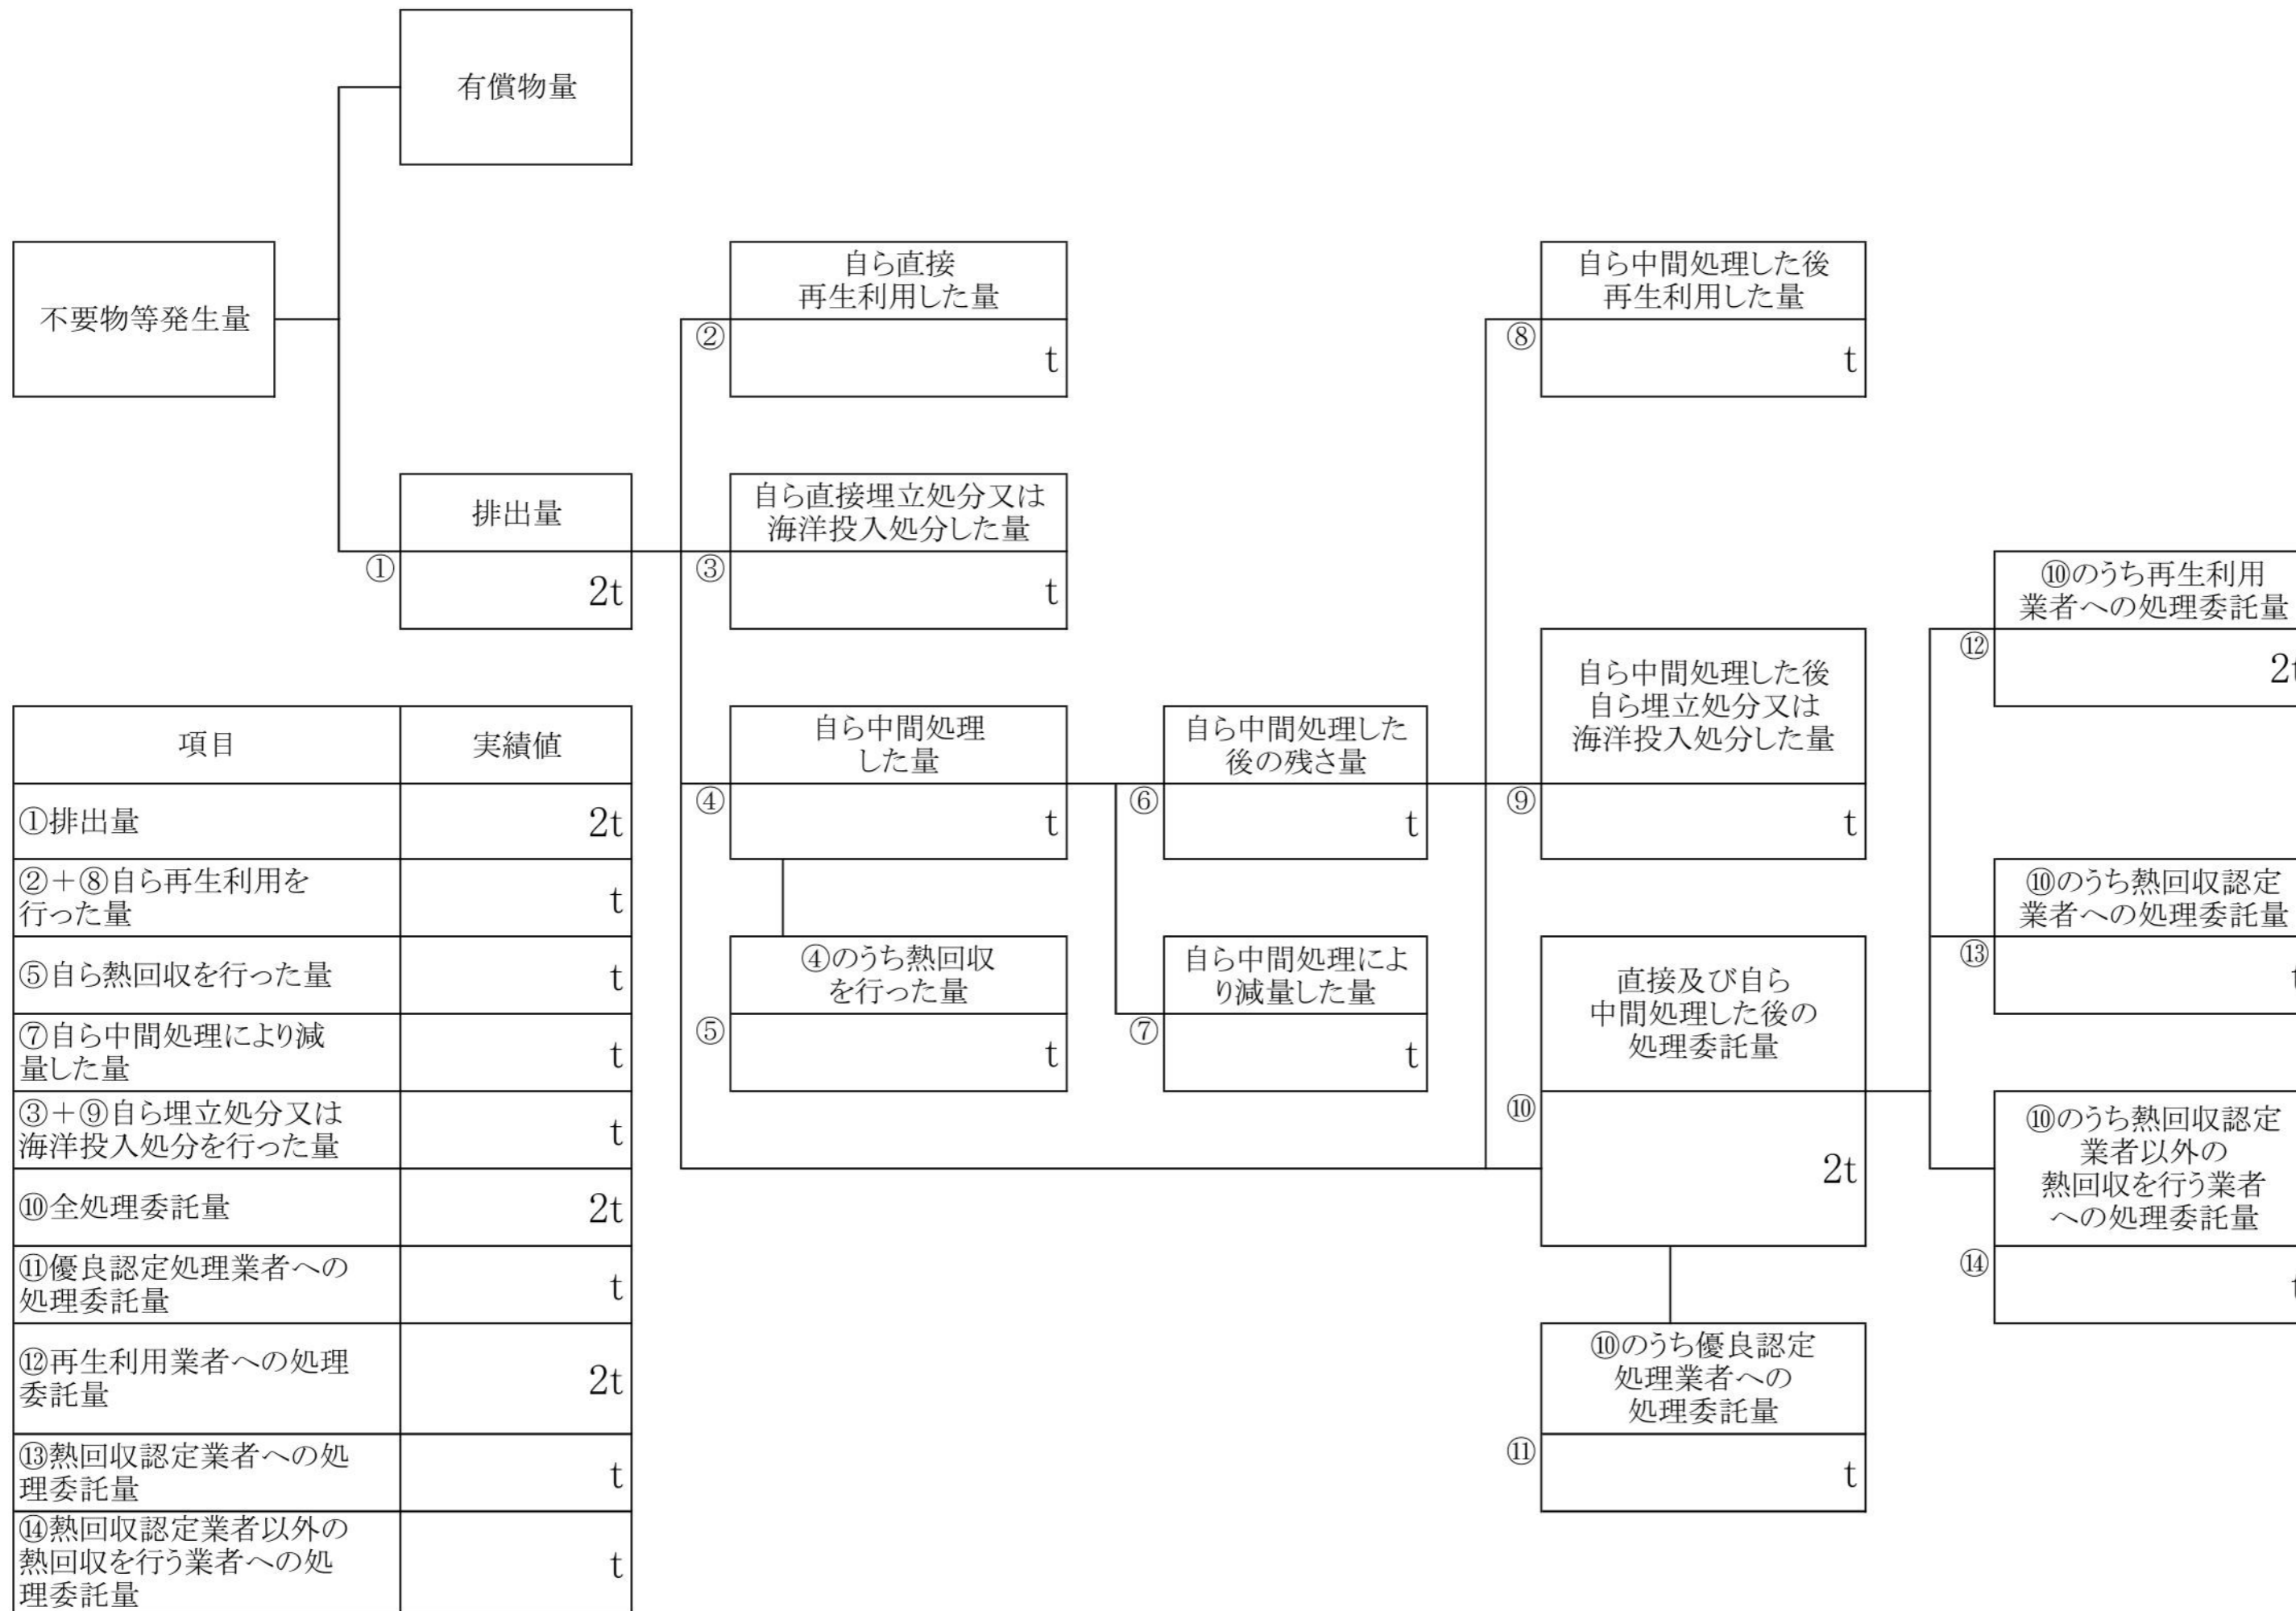 有償物量
不要物等発生量
自ら直接
再生利用した量
②
t
自ら中間処理した後
再生利用した量
⑧
t
排出量
①
2t
自ら直接埋立処分又は
海洋投入処分した量
③
t
⑩のうち再生利用
業者への処理委託量
⑫
2t
自ら中間処理した後
自ら埋立処分又は
海洋投入処分した量
⑨
t
自ら中間処理
した量
④
t
自ら中間処理した
後の残さ量
⑥
t
⑩のうち熱回収認定
業者への処理委託量
⑬
t
④のうち熱回収
を行った量
⑤
t
自ら中間処理によ
り減量した量
⑦
t
直接及び自ら
中間処理した後の
処理委託量
⑩
2t
⑩のうち熱回収認定
業者以外の
熱回収を行う業者
への処理委託量
⑭
t
⑩のうち優良認定
処理業者への
処理委託量
⑪
t
項目 実績値
①排出量 2t
②＋⑧自ら再生利用を
行った量 t
⑤自ら熱回収を行った量 t
⑦自ら中間処理により減
量した量 t
③＋⑨自ら埋立処分又は
海洋投入処分を行った量 t
⑩全処理委託量 2t
⑪優良認定処理業者への
処理委託量 t
⑫再生利用業者への処理
委託量 2t
⑬熱回収認定業者への処
理委託量 t
⑭熱回収認定業者以外の
熱回収を行う業者への処
理委託量 t